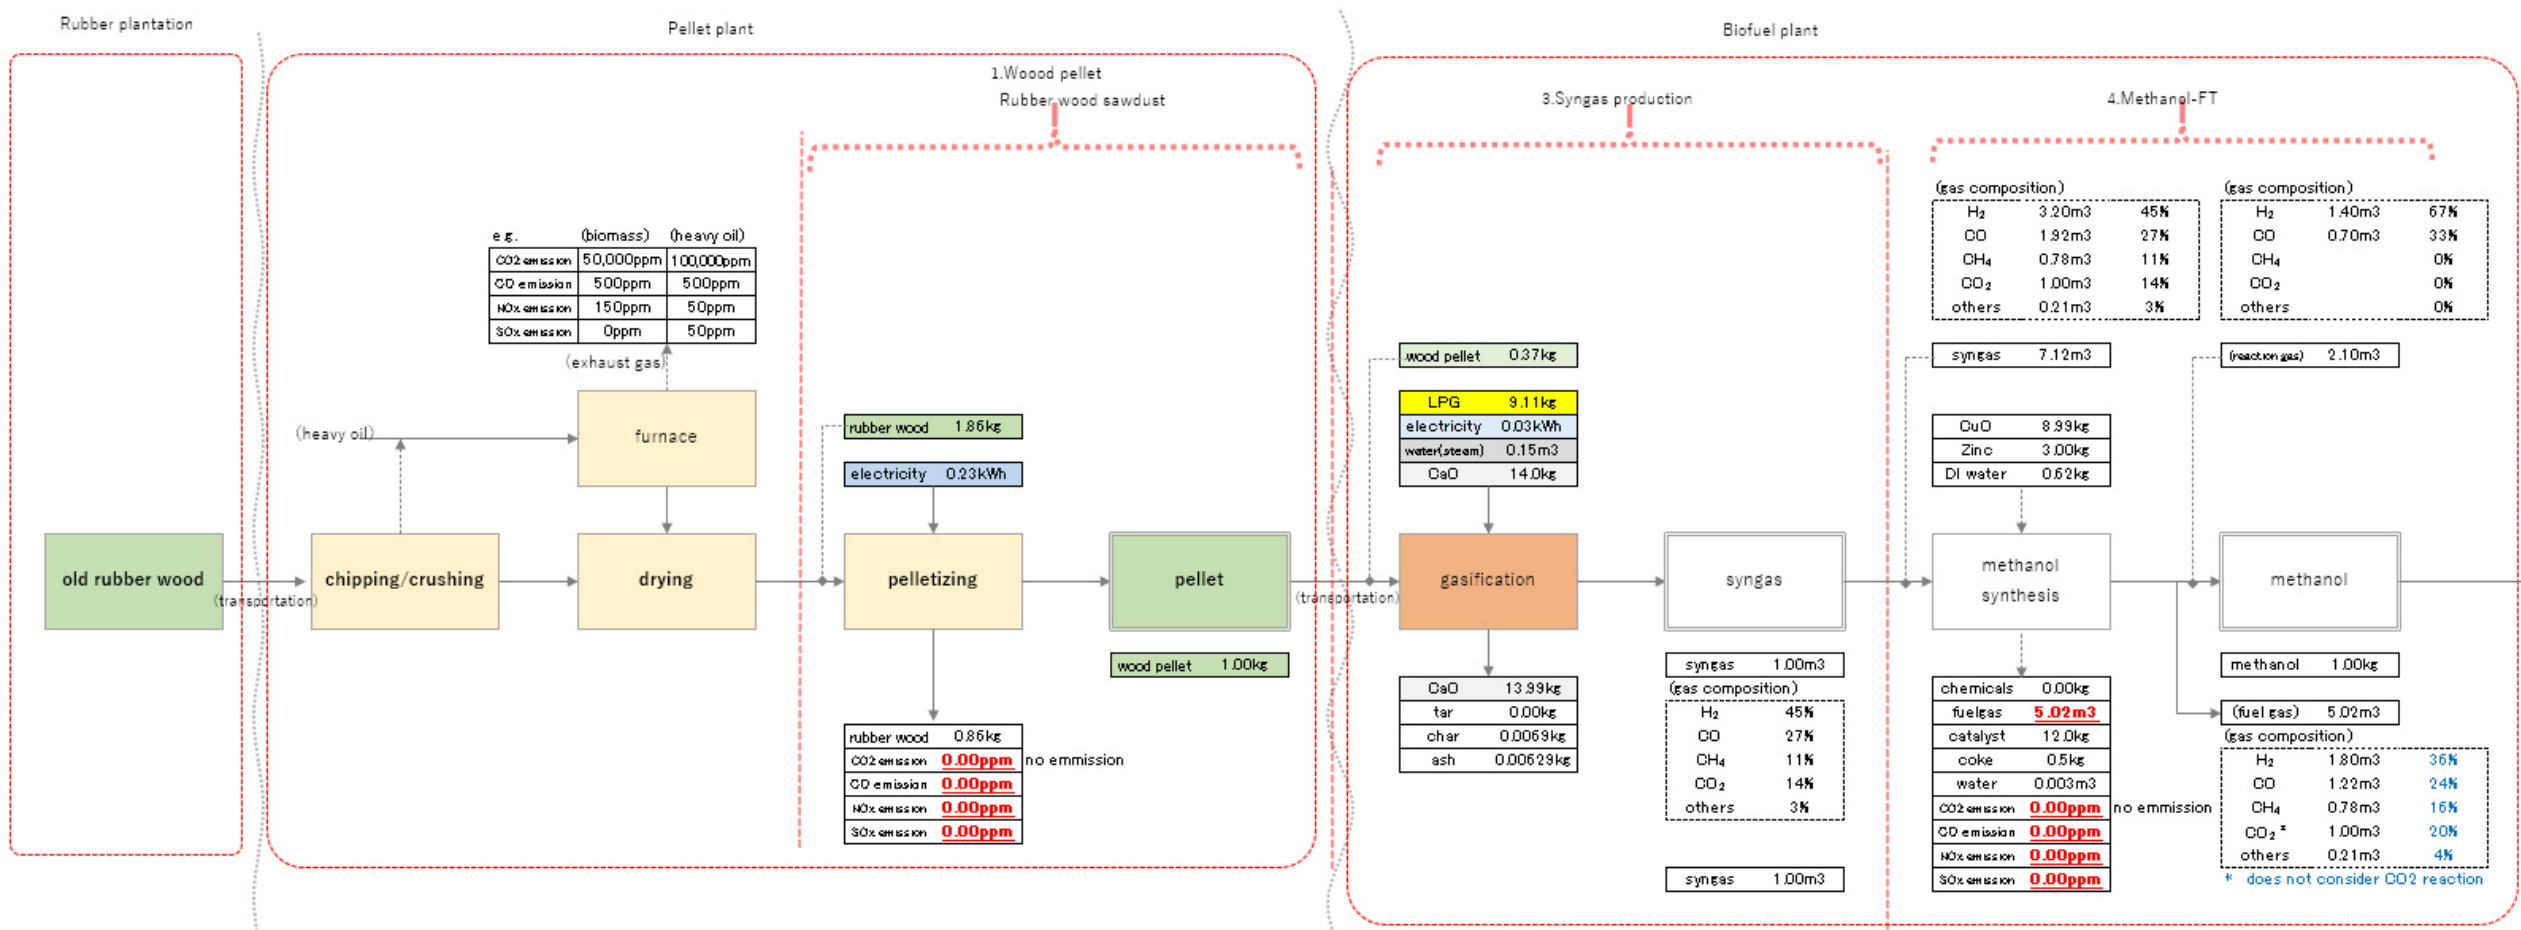 Rubber plantation
Pellet plant
Biofuel plant
1.Woood pellet
Rubber wood sawdust
3.Syngas production
4.Methanol-FT
e.g. (biomass) (heavy oil)
CO2 emission 50,000ppm 100,000ppm
CO emission 500ppm 500ppm
NOx emission 150ppm 50ppm
SOx emission 0ppm 50ppm
(exhaust gas)
(heavy oil)
furnace
old rubber wood
(transportation)
chipping/crushing
drying
rubber wood 1.86kg
electricity 0.23kWh
pelletizing
rubber wood 0.86kg
CO2 emission 0.00ppm no emmission
CO emission 0.00ppm
NOx emission 0.00ppm
SOx emission 0.00ppm
pellet
wood pellet 1.00kg
(transportation)
wood pellet 0.37kg
LPG 9.11kg
electricity 0.03kWh
water(steam) 0.15m3
CaO 14.0kg
gasification
CaO 13.99kg
tar 0.00kg
char 0.0069kg
ash 0.00629kg
syngas
syngas 1.00m3
(gas composition)
H₂ 45%
CO 27%
CH₄ 11%
CO₂ 14%
others 3%
syngas 1.00m3
(gas composition)
H₂ 3.20m3 45%
CO 1.92m3 27%
CH₄ 0.78m3 11%
CO₂ 1.00m3 14%
others 0.21m3 3%
syngas 7.12m3
CuO 8.99kg
Zinc 3.00kg
DI water 0.62kg
methanol
synthesis
chemicals 0.00kg
fuelgas 5.02m3
catalyst 12.0kg
coke 0.5kg
water 0.003m3
CO2 emission 0.00ppm no emmission
CO emission 0.00ppm
NOx emission 0.00ppm
SOx emission 0.00ppm
(gas composition)
H₂ 1.40m3 67%
CO 0.70m3 33%
CH₄ 0%
CO₂ 0%
others 0%
(reaction gas) 2.10m3
methanol
methanol 1.00kg
(fuel gas) 5.02m3
(gas composition)
H₂ 1.80m3 36%
CO 1.22m3 24%
CH₄ 0.78m3 16%
CO₂* 1.00m3 20%
others 0.21m3 4%
* does not consider CO2 reaction